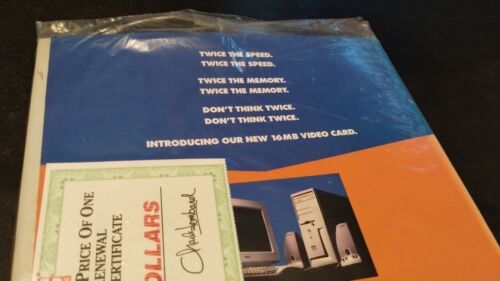 TWICE THE SPEED.
TWICE THE SPEED.
TWICE THE MEMORY.
TWICE THE MEMORY.
DON'T THINK TWICE.
DON'T THINK TWICE.
INTRODUCING OUR NEW 16MB VIDEO CARD.
PRICE OF ONE
RENEWAL
CERTIFICATE
OLLARS